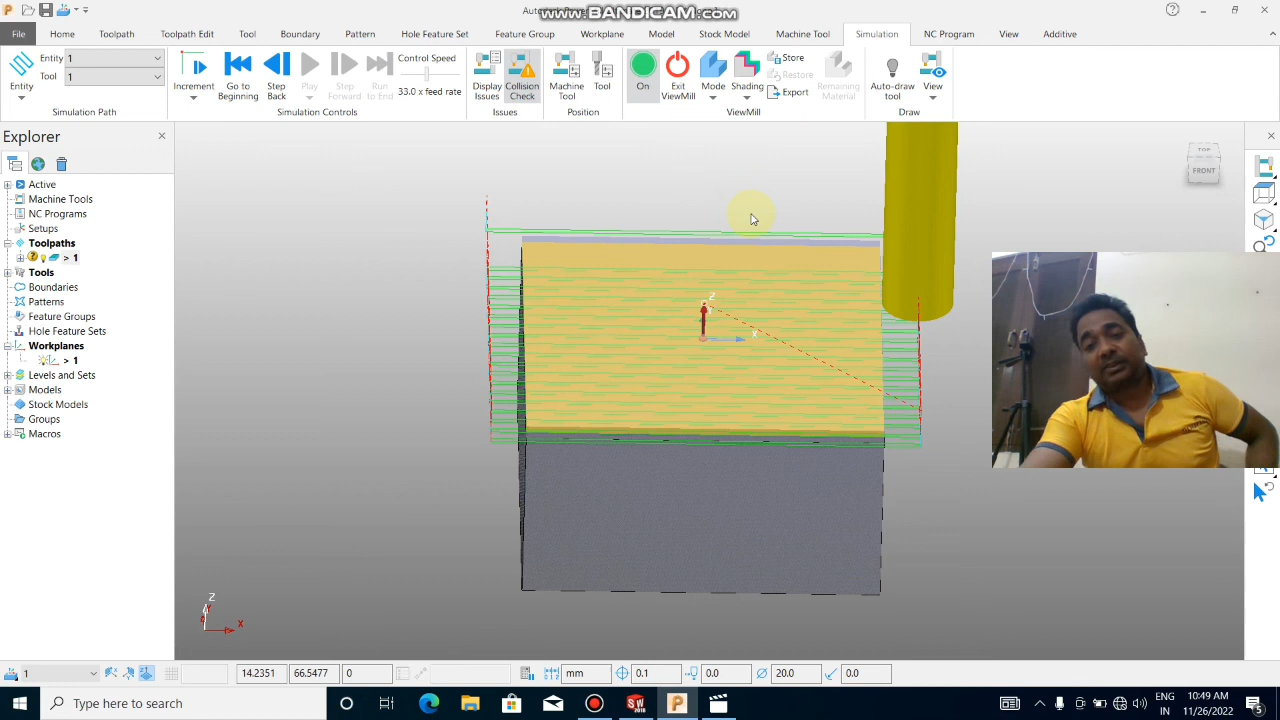 Autodesk Power
www.BANDICAM.com
File Home Toolpath Toolpath Edit Tool Boundary Pattern Hole Feature Set Feature Group Workplane Model Stock Model Machine Tool Simulation NC Program View Additive
Entity 1
Tool 1
Entity
Increment
Go to Beginning
Step Back
Play
Step Forward
Run to End
Control Speed
33.0 x feed rate
Display Issues
Collision Check
Machine Tool
Tool
On
Exit ViewMill
Mode
Shading
Store
Restore
Export
Remaining Material
Auto-draw tool
View
Simulation Path Simulation Controls Issues Position ViewMill Draw
Explorer
Active
Machine Tools
NC Programs
Setups
Toolpaths
> 1
Tools
Boundaries
Patterns
Feature Groups
Hole Feature Sets
Workplanes
> 1
Levels and Sets
Models
Stock Models
Groups
Macros
TOP
FRONT
Z
X
Z
Y
X
1 14.2351 66.5477 0 mm 0.1 0.0 20.0 0.0
Type here to search
SW
2018
P
ENG
IN
10:49 AM
11/26/2022
5